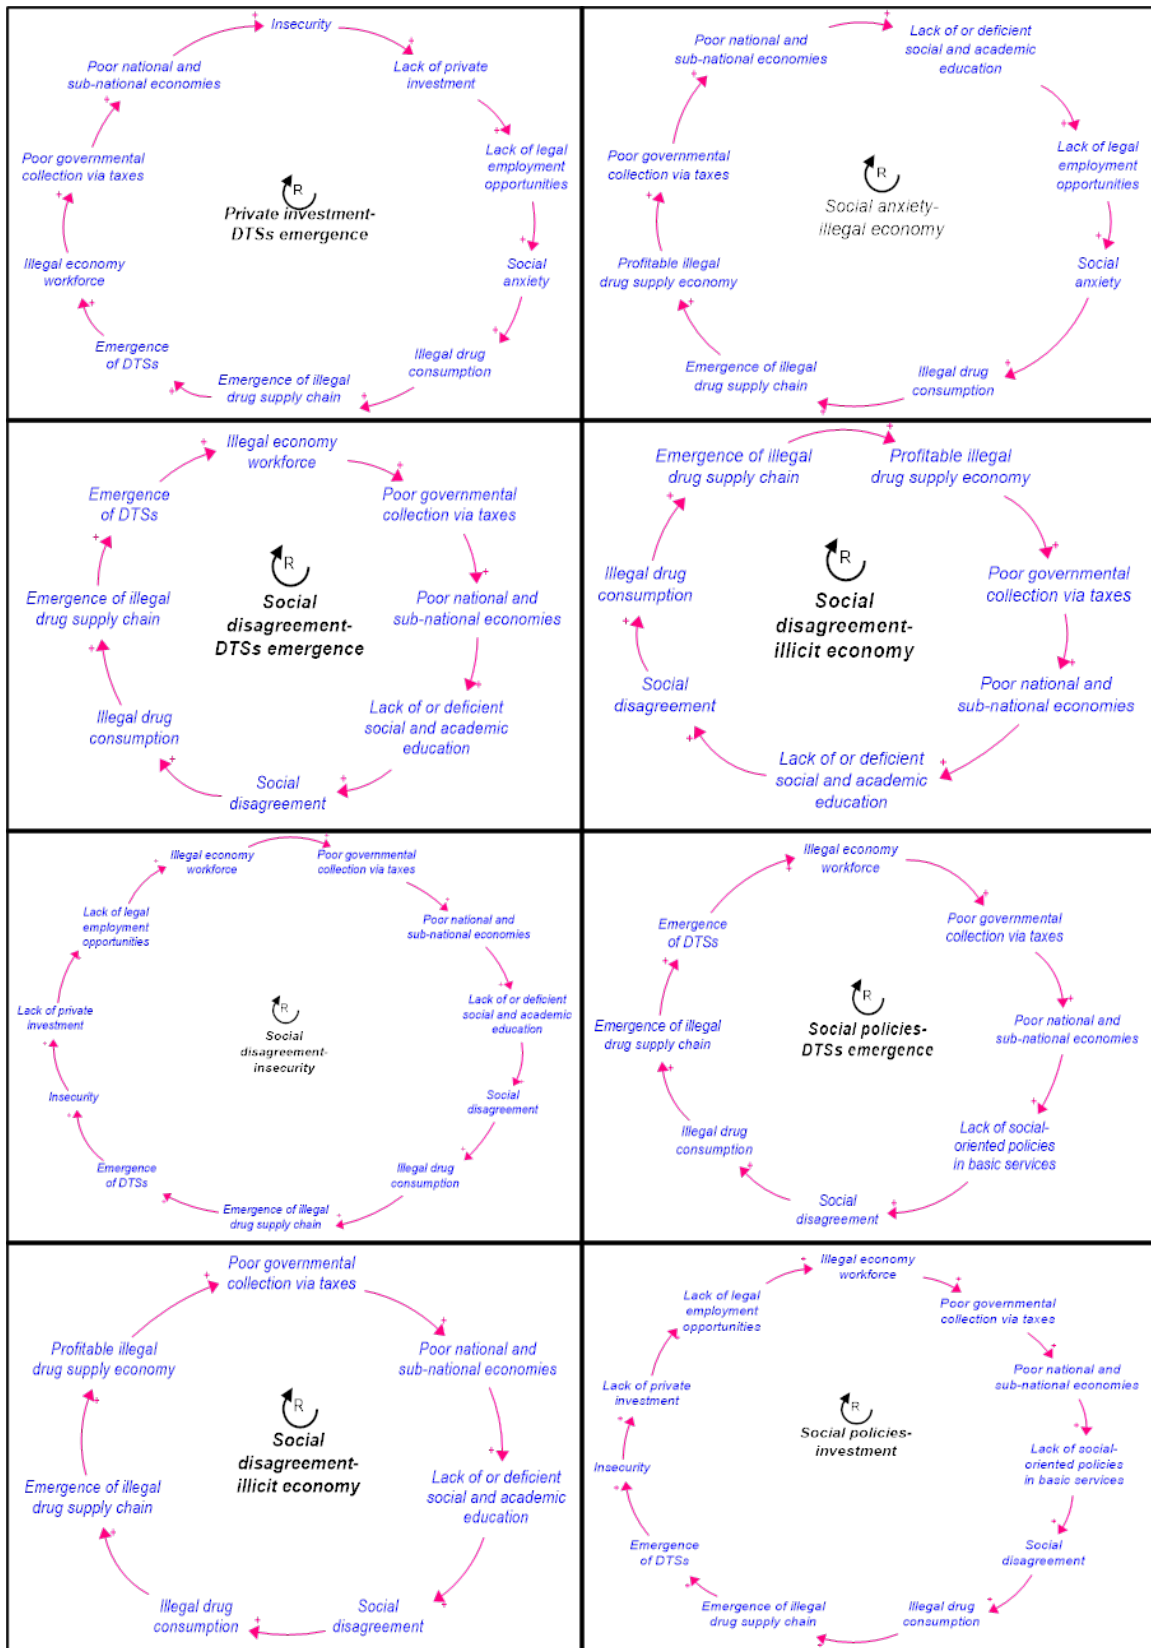 Insecurity
Poor national and
sub-national economies
Lack of private
investment
Poor governmental
collection via taxes
Lack of legal
employment
opportunities
R
Private investment-
DTSs emergence
Illegal economy
workforce
Social
anxiety
Emergence
of DTSs
Illegal drug
consumption
Emergence of illegal
drug supply chain
Poor national and
sub-national economies
Lack of or deficient
social and academic
education
Poor governmental
collection via taxes
Lack of legal
employment
opportunities
R
Social anxiety-
illegal economy
Profitable illegal
drug supply economy
Social
anxiety
Emergence of illegal
drug supply chain
Illegal drug
consumption
Illegal economy
workforce
Emergence
of DTSs
Poor governmental
collection via taxes
R
Social
disagreement-
DTSs emergence
Emergence of illegal
drug supply chain
Poor national and
sub-national economies
Illegal drug
consumption
Lack of or deficient
social and academic
education
Social
disagreement
Emergence of illegal
drug supply chain
Profitable illegal
drug supply economy
Illegal drug
consumption
Poor governmental
collection via taxes
R
Social
disagreement-
illicit economy
Social
disagreement
Poor national and
sub-national economies
Lack of or deficient
social and academic
education
Illegal economy
workforce
Poor governmental
collection via taxes
Lack of legal
employment
opportunities
Poor national and
sub-national economies
Lack of private
investment
Lack of or deficient
social and academic
education
R
Social
disagreement-
insecurity
Insecurity
Social
disagreement
Emergence
of DTSs
Illegal drug
consumption
Emergence of illegal
drug supply chain
Illegal economy
workforce
Emergence
of DTSs
Poor governmental
collection via taxes
R
Social policies-
DTSs emergence
Emergence of illegal
drug supply chain
Poor national and
sub-national economies
Illegal drug
consumption
Lack of social-
oriented policies
in basic services
Social
disagreement
Poor governmental
collection via taxes
Profitable illegal
drug supply economy
Poor national and
sub-national economies
R
Social
disagreement-
illicit economy
Emergence of illegal
drug supply chain
Lack of or deficient
social and academic
education
Illegal drug
consumption
Social
disagreement
Illegal economy
workforce
Lack of legal
employment
opportunities
Poor governmental
collection via taxes
Lack of private
investment
Poor national and
sub-national economies
R
Social policies-
investment
Insecurity
Lack of social-
oriented policies
in basic services
Emergence
of DTSs
Social
disagreement
Emergence of illegal
drug supply chain
Illegal drug
consumption